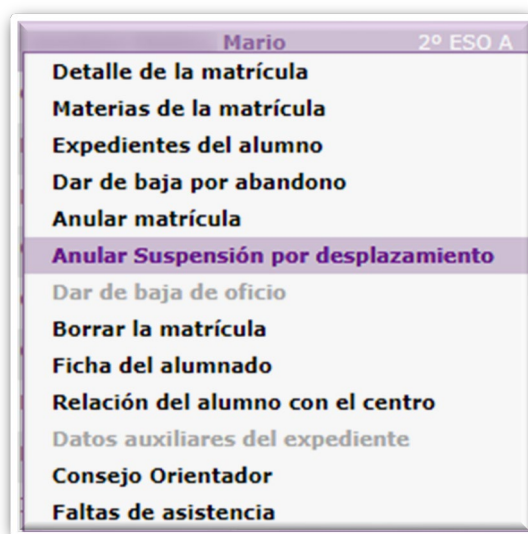 Mario 2º ESO A
Detalle de la matrícula
Materias de la matrícula
Expedientes del alumno
Dar de baja por abandono
Anular matrícula
Anular Suspensión por desplazamiento
Dar de baja de oficio
Borrar la matrícula
Ficha del alumnado
Relación del alumno con el centro
Datos auxiliares del expediente
Consejo Orientador
Faltas de asistencia